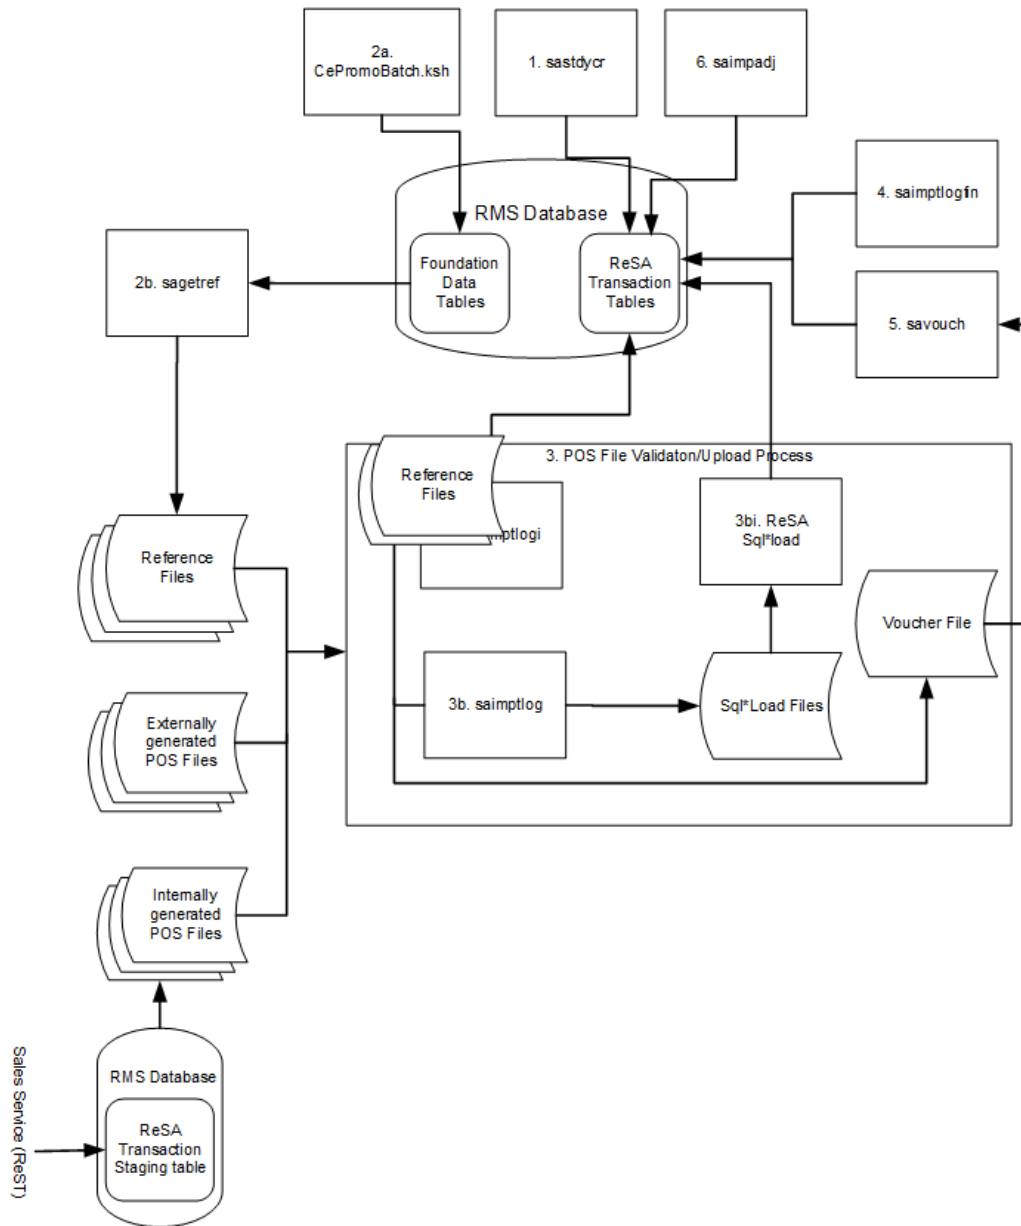 2a.
CePromoBatch.ksh
1. sastdycr
6. saimpadj
RMS Database
4. saimptlogfin
Foundation
Data
Tables
ReSA
Transaction
Tables
2b. sagetref
5. savouch
3. POS File Validaton/Upload Process
Reference
Files
mptlogi
3bi. ReSA
Sql*load
Reference
Files
Voucher File
3b. saimptlog
Sql*Load Files
Externally
generated
POS Files
Internally
generated
POS Files
RMS Database
ReSA
Transaction
Staging table
Sales Service (ReST)